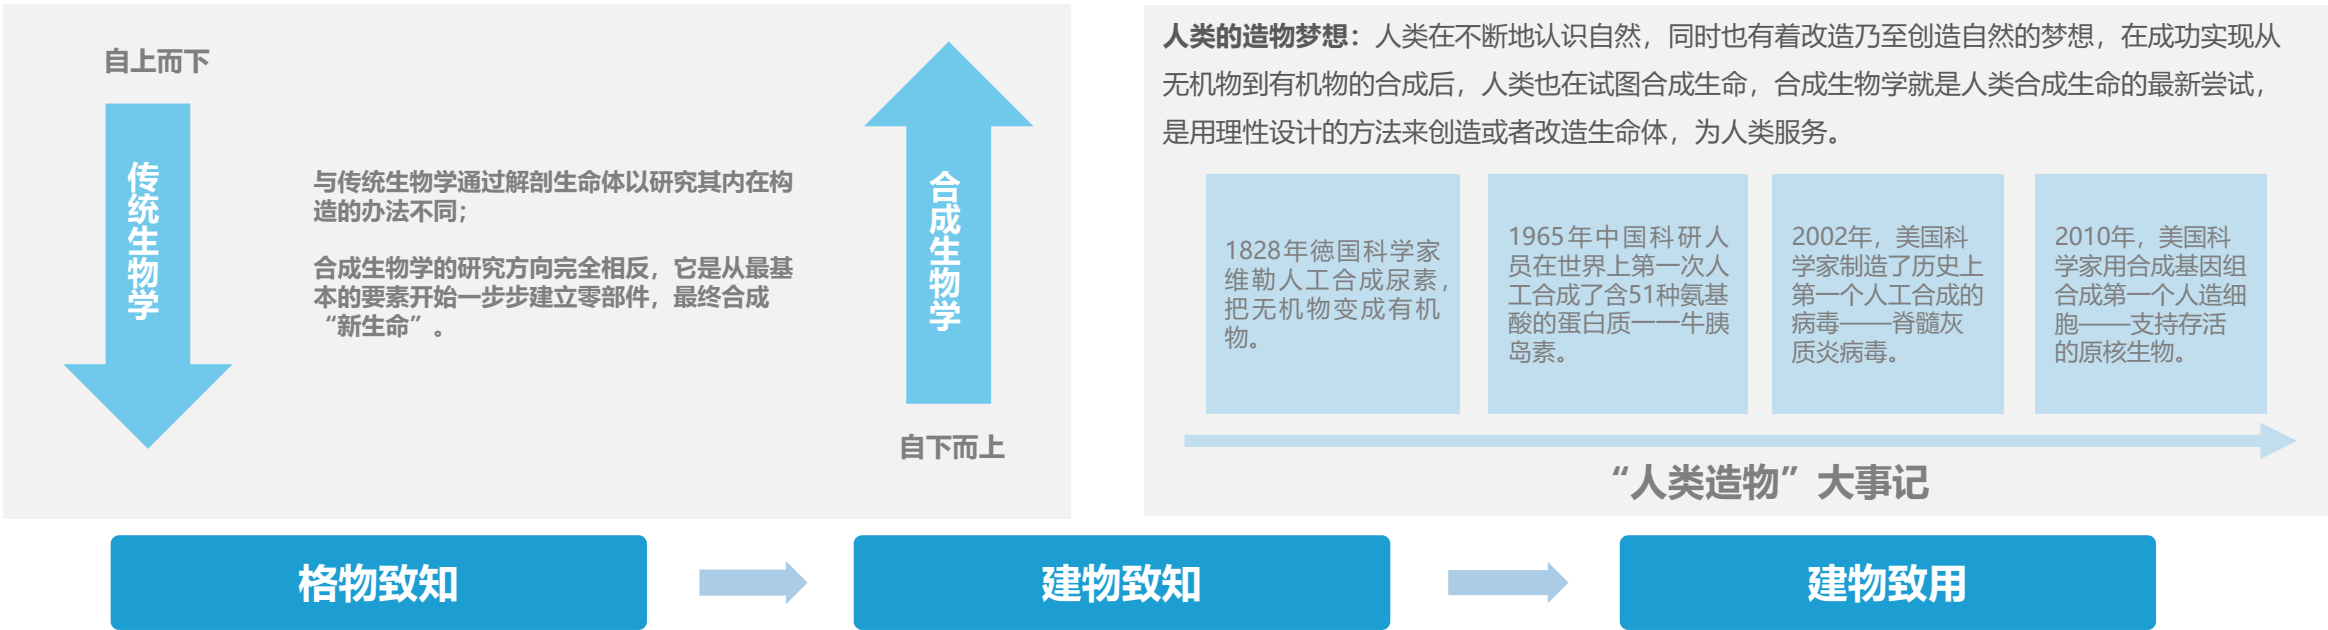 自上而下
传统生物学
与传统生物学通过解剖生命体以研究其内在构
造的办法不同；
合成生物学的研究方向完全相反，它是从最基
本的要素开始一步步建立零部件，最终合成
“新生命”。
合成生物学
自下而上
人类的造物梦想：人类在不断地认识自然，同时也有着改造乃至创造自然的梦想，在成功实现从
无机物到有机物的合成后，人类也在试图合成生命，合成生物学就是人类合成生命的最新尝试，
是用理性设计的方法来创造或者改造生命体，为人类服务。
1828年德国科学家
维勒人工合成尿素，
把无机物变成有机
物。
1965年中国科研人
员在世界上第一次人
工合成了含51种氨基
酸的蛋白质一一牛胰
岛素。
2002年，美国科
学家制造了历史上
第一个人工合成的
病毒——脊髓灰
质炎病毒。
2010年，美国科
学家用合成基因组
合成第一个人造细
胞——支持存活
的原核生物。
“人类造物”大事记
格物致知
建物致知
建物致用